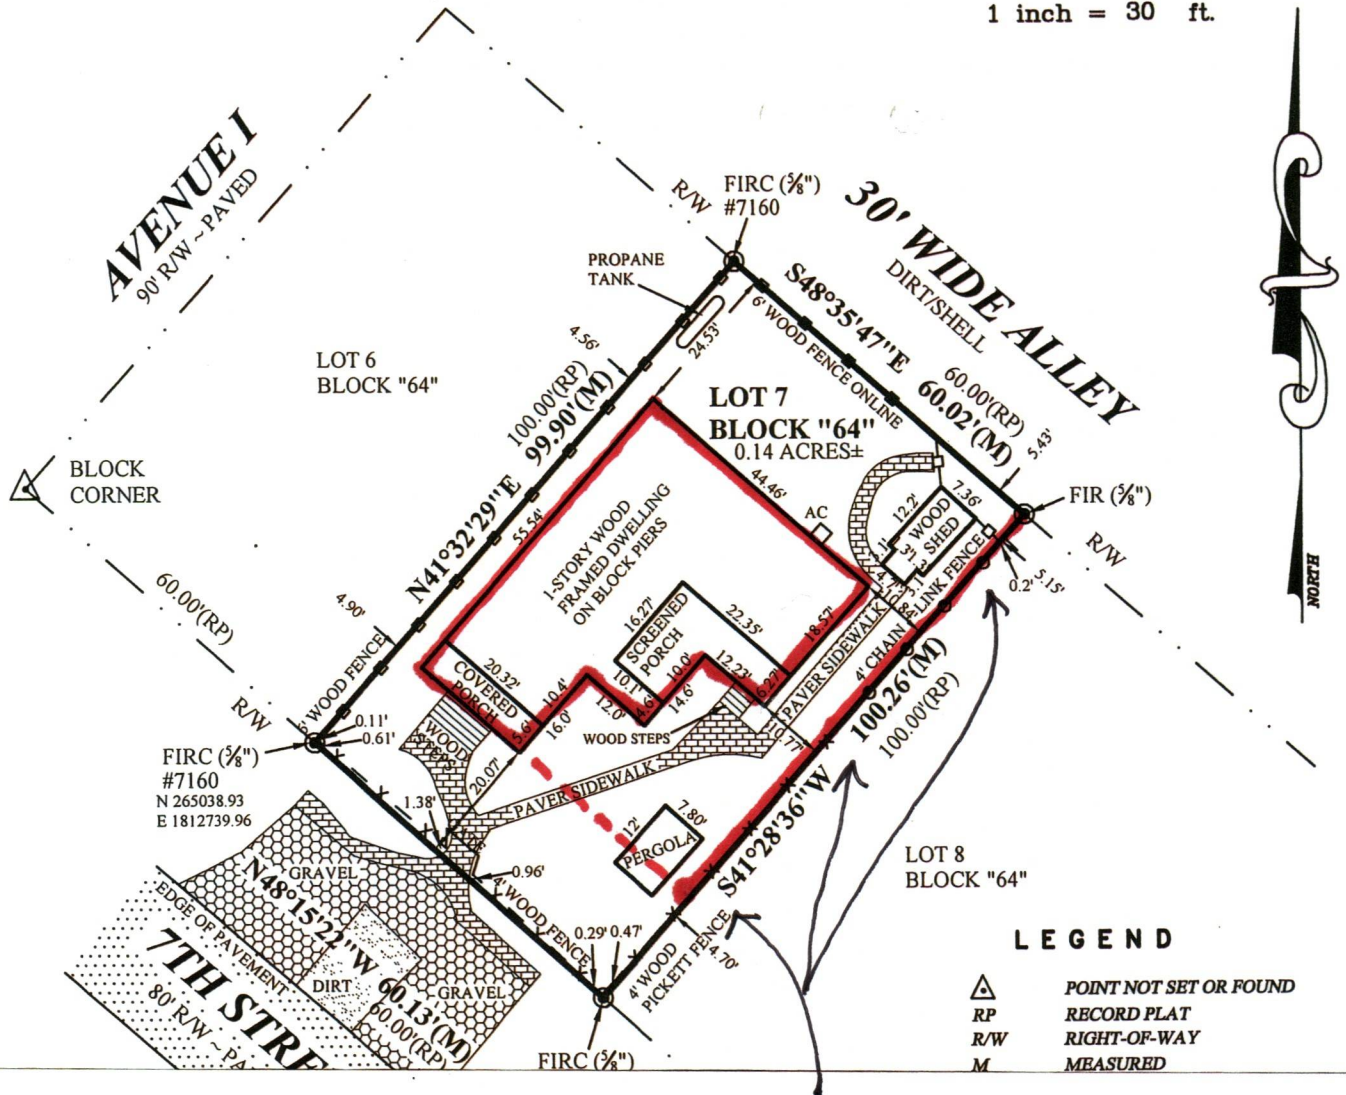 1 inch = 30 ft.
AVENUE I
90' R/W ~ PAVED
R/W
FIRC (⅝")
#7160
30' WIDE ALLEY
DIRT/SHELL
PROPANE
TANK
24.53'
S48°35'47"E 60.02'(M)
60.00'(RP)
6' WOOD FENCE ONLINE
5.43'
4.56'
LOT 6
BLOCK "64"
100.00'(RP)
N41°32'29"E 99.90'(M)
LOT 7
BLOCK "64"
0.14 ACRES±
BLOCK
CORNER
44.46'
AC
7.36'
12.2'
WOOD
SHED
FIR (⅝")
R/W
5.15'
0.2'
55.54'
1-STORY WOOD
FRAMED DWELLING
ON BLOCK PIERS
NORTH
60.00'(RP)
4.90'
6' WOOD FENCE
16.27'
SCREENED
PORCH
22.35'
18.57'
PAVER SIDEWALK
4' CHAIN LINK FENCE
20.32'
COVERED
PORCH
10.4'
10.1'
10.0'
12.23'
6.27'
5.6'
16.0'
12.0'
4.6'
14.6'
WOOD STEPS
10.77'
100.26'(M)
100.00'(RP)
R/W
0.11'
0.61'
FIRC (⅝")
#7160
N 265038.93
E 1812739.96
WOOD
STEPS
20.07'
1.38'
PAVER SIDEWALK
7.80'
12'
PERGOLA
S41°28'36"W
LOT 8
BLOCK "64"
GRAVEL
0.96'
4' WOOD FENCE
N48°15'22"W 60.13'(M)
60.00'(RP)
EDGE OF PAVEMENT
DIRT
GRAVEL
0.29'
0.47'
4' WOOD
PICKETT FENCE
4.70'
7TH STRE
80' R/W ~ PA
FIRC (⅝")
LEGEND
POINT NOT SET OR FOUND
RP RECORD PLAT
R/W RIGHT-OF-WAY
M MEASURED